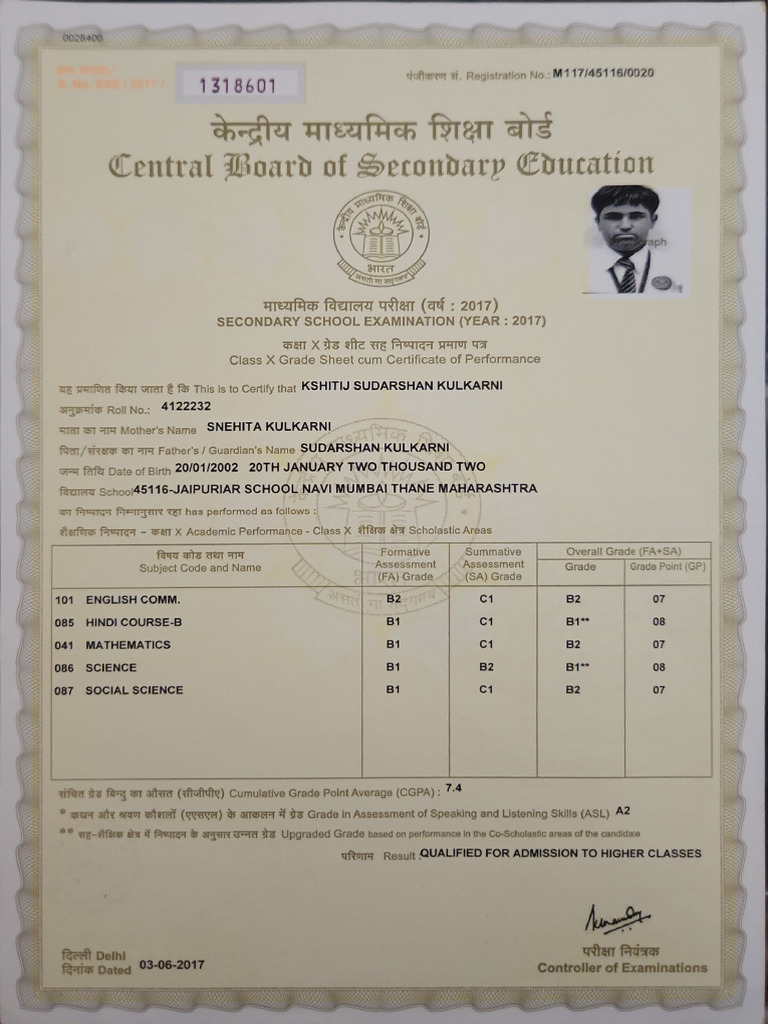 0028400
क्रम संख्या /
S. No. SSE / 2017 /
1318601
पंजीकरण सं. Registration No.: M117/45116/0020
केन्द्रीय माध्यमिक शिक्षा बोर्ड
Central Board of Secondary Education
केन्द्रीय माध्यमिक शिक्षा बोर्ड
भारत
असतो मा सद्गमय
माध्यमिक विद्यालय परीक्षा (वर्ष : 2017)
SECONDARY SCHOOL EXAMINATION (YEAR : 2017)
कक्षा X ग्रेड शीट सह निष्पादन प्रमाण पत्र
Class X Grade Sheet cum Certificate of Performance
यह प्रमाणित किया जाता है कि This is to Certify that KSHITIJ SUDARSHAN KULKARNI
अनुक्रमांक Roll No.: 4122232
माता का नाम Mother's Name SNEHITA KULKARNI
पिता/संरक्षक का नाम Father's / Guardian's Name SUDARSHAN KULKARNI
जन्म तिथि Date of Birth 20/01/2002 20TH JANUARY TWO THOUSAND TWO
विद्यालय School 45116-JAIPURIAR SCHOOL NAVI MUMBAI THANE MAHARASHTRA
का निष्पादन निम्नानुसार रहा has performed as follows :
शैक्षणिक निष्पादन – कक्षा X Academic Performance - Class X शैक्षिक क्षेत्र Scholastic Areas
विषय कोड तथा नाम
Subject Code and Name
Formative Assessment (FA) Grade
Summative Assessment (SA) Grade
Overall Grade (FA+SA)
Grade Grade Point (GP)
101 ENGLISH COMM. B2 C1 B2 07
085 HINDI COURSE-B B1 C1 B1** 08
041 MATHEMATICS B1 C1 B2 07
086 SCIENCE B1 B2 B1** 08
087 SOCIAL SCIENCE B1 C1 B2 07
संचित ग्रेड बिन्दु का औसत (सीजीपीए) Cumulative Grade Point Average (CGPA) : 7.4
* कथन और श्रवण कौशलों (एएसएल) के आकलन में ग्रेड Grade in Assessment of Speaking and Listening Skills (ASL) A2
** सह-शैक्षिक क्षेत्र में निष्पादन के अनुसार उन्नत ग्रेड Upgraded Grade based on performance in the Co-Scholastic areas of the candidate
परिणाम Result : QUALIFIED FOR ADMISSION TO HIGHER CLASSES
दिल्ली Delhi
दिनांक Dated 03-06-2017
परीक्षा नियंत्रक
Controller of Examinations